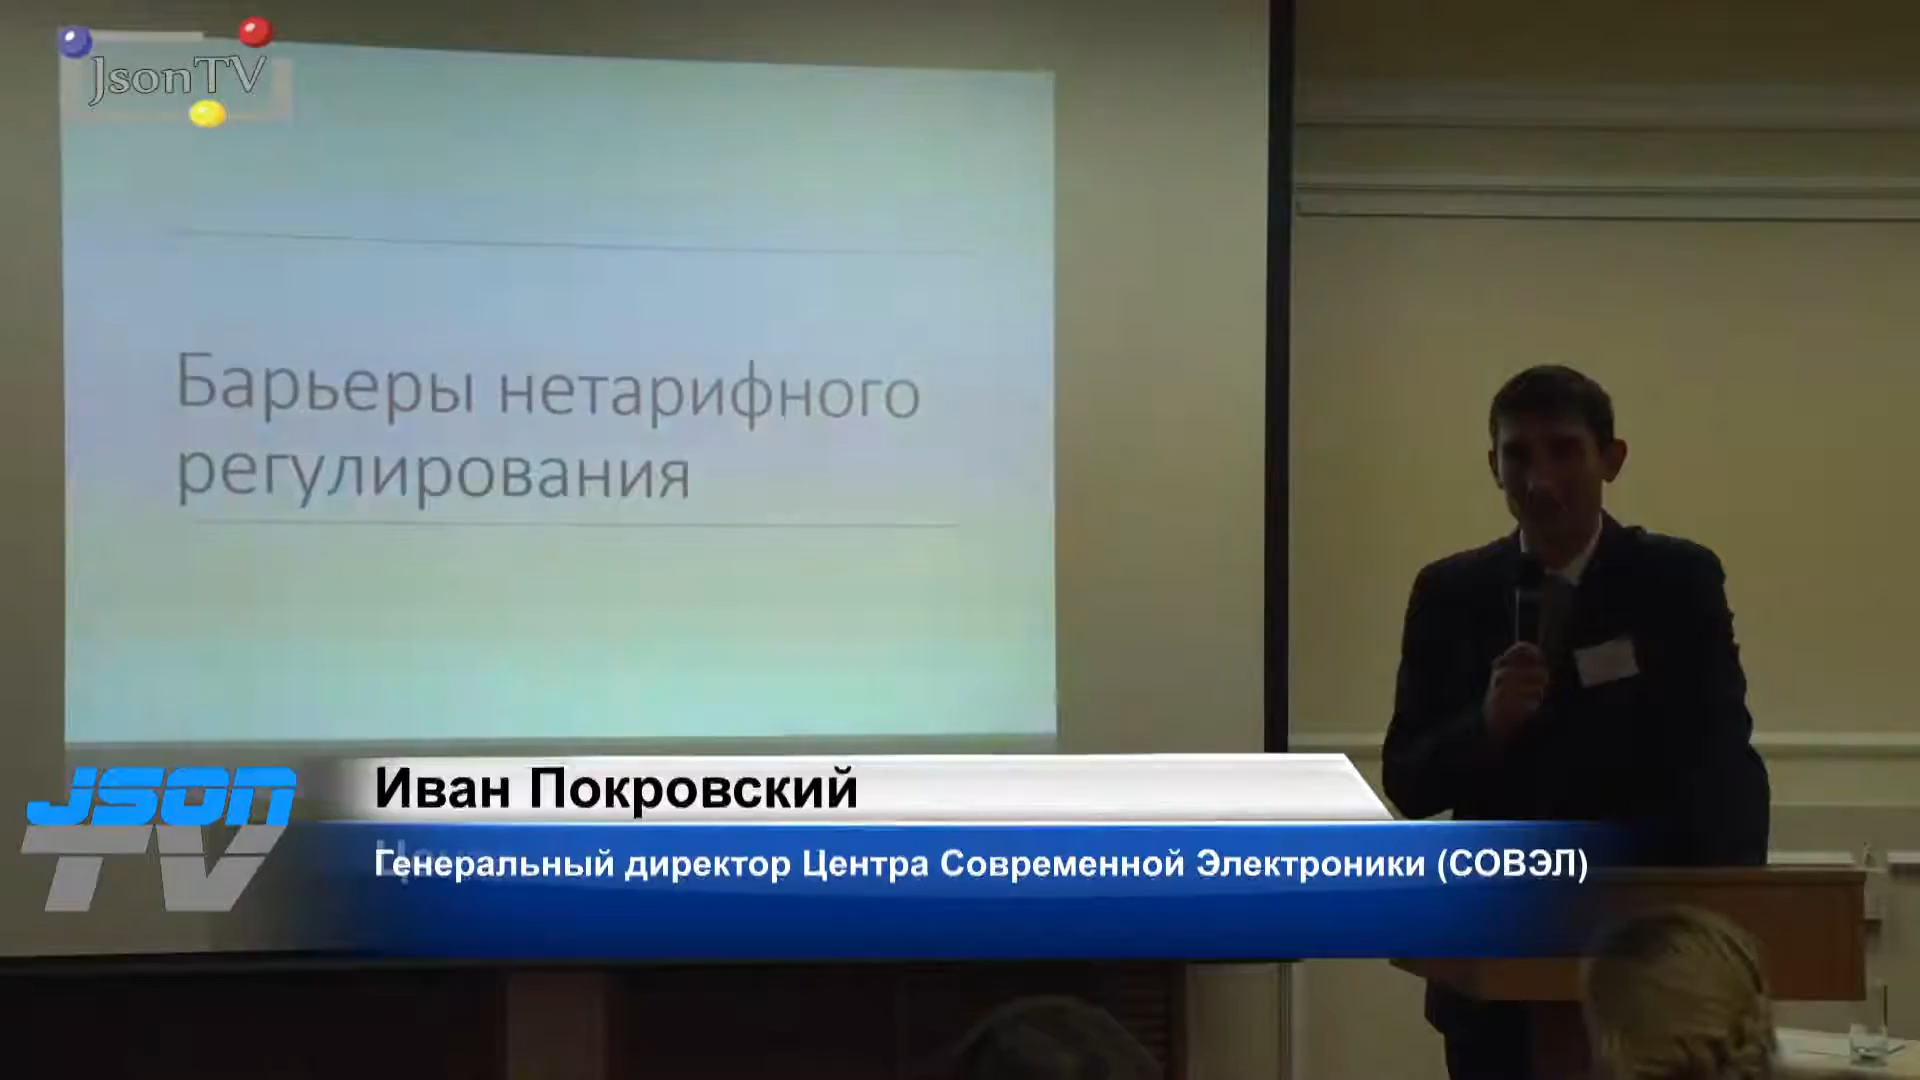 JsonTV
Барьеры нетарифного
регулирования
JSON
TV
Иван Покровский
Генеральный директор Центра Современной Электроники (СОВЭЛ)